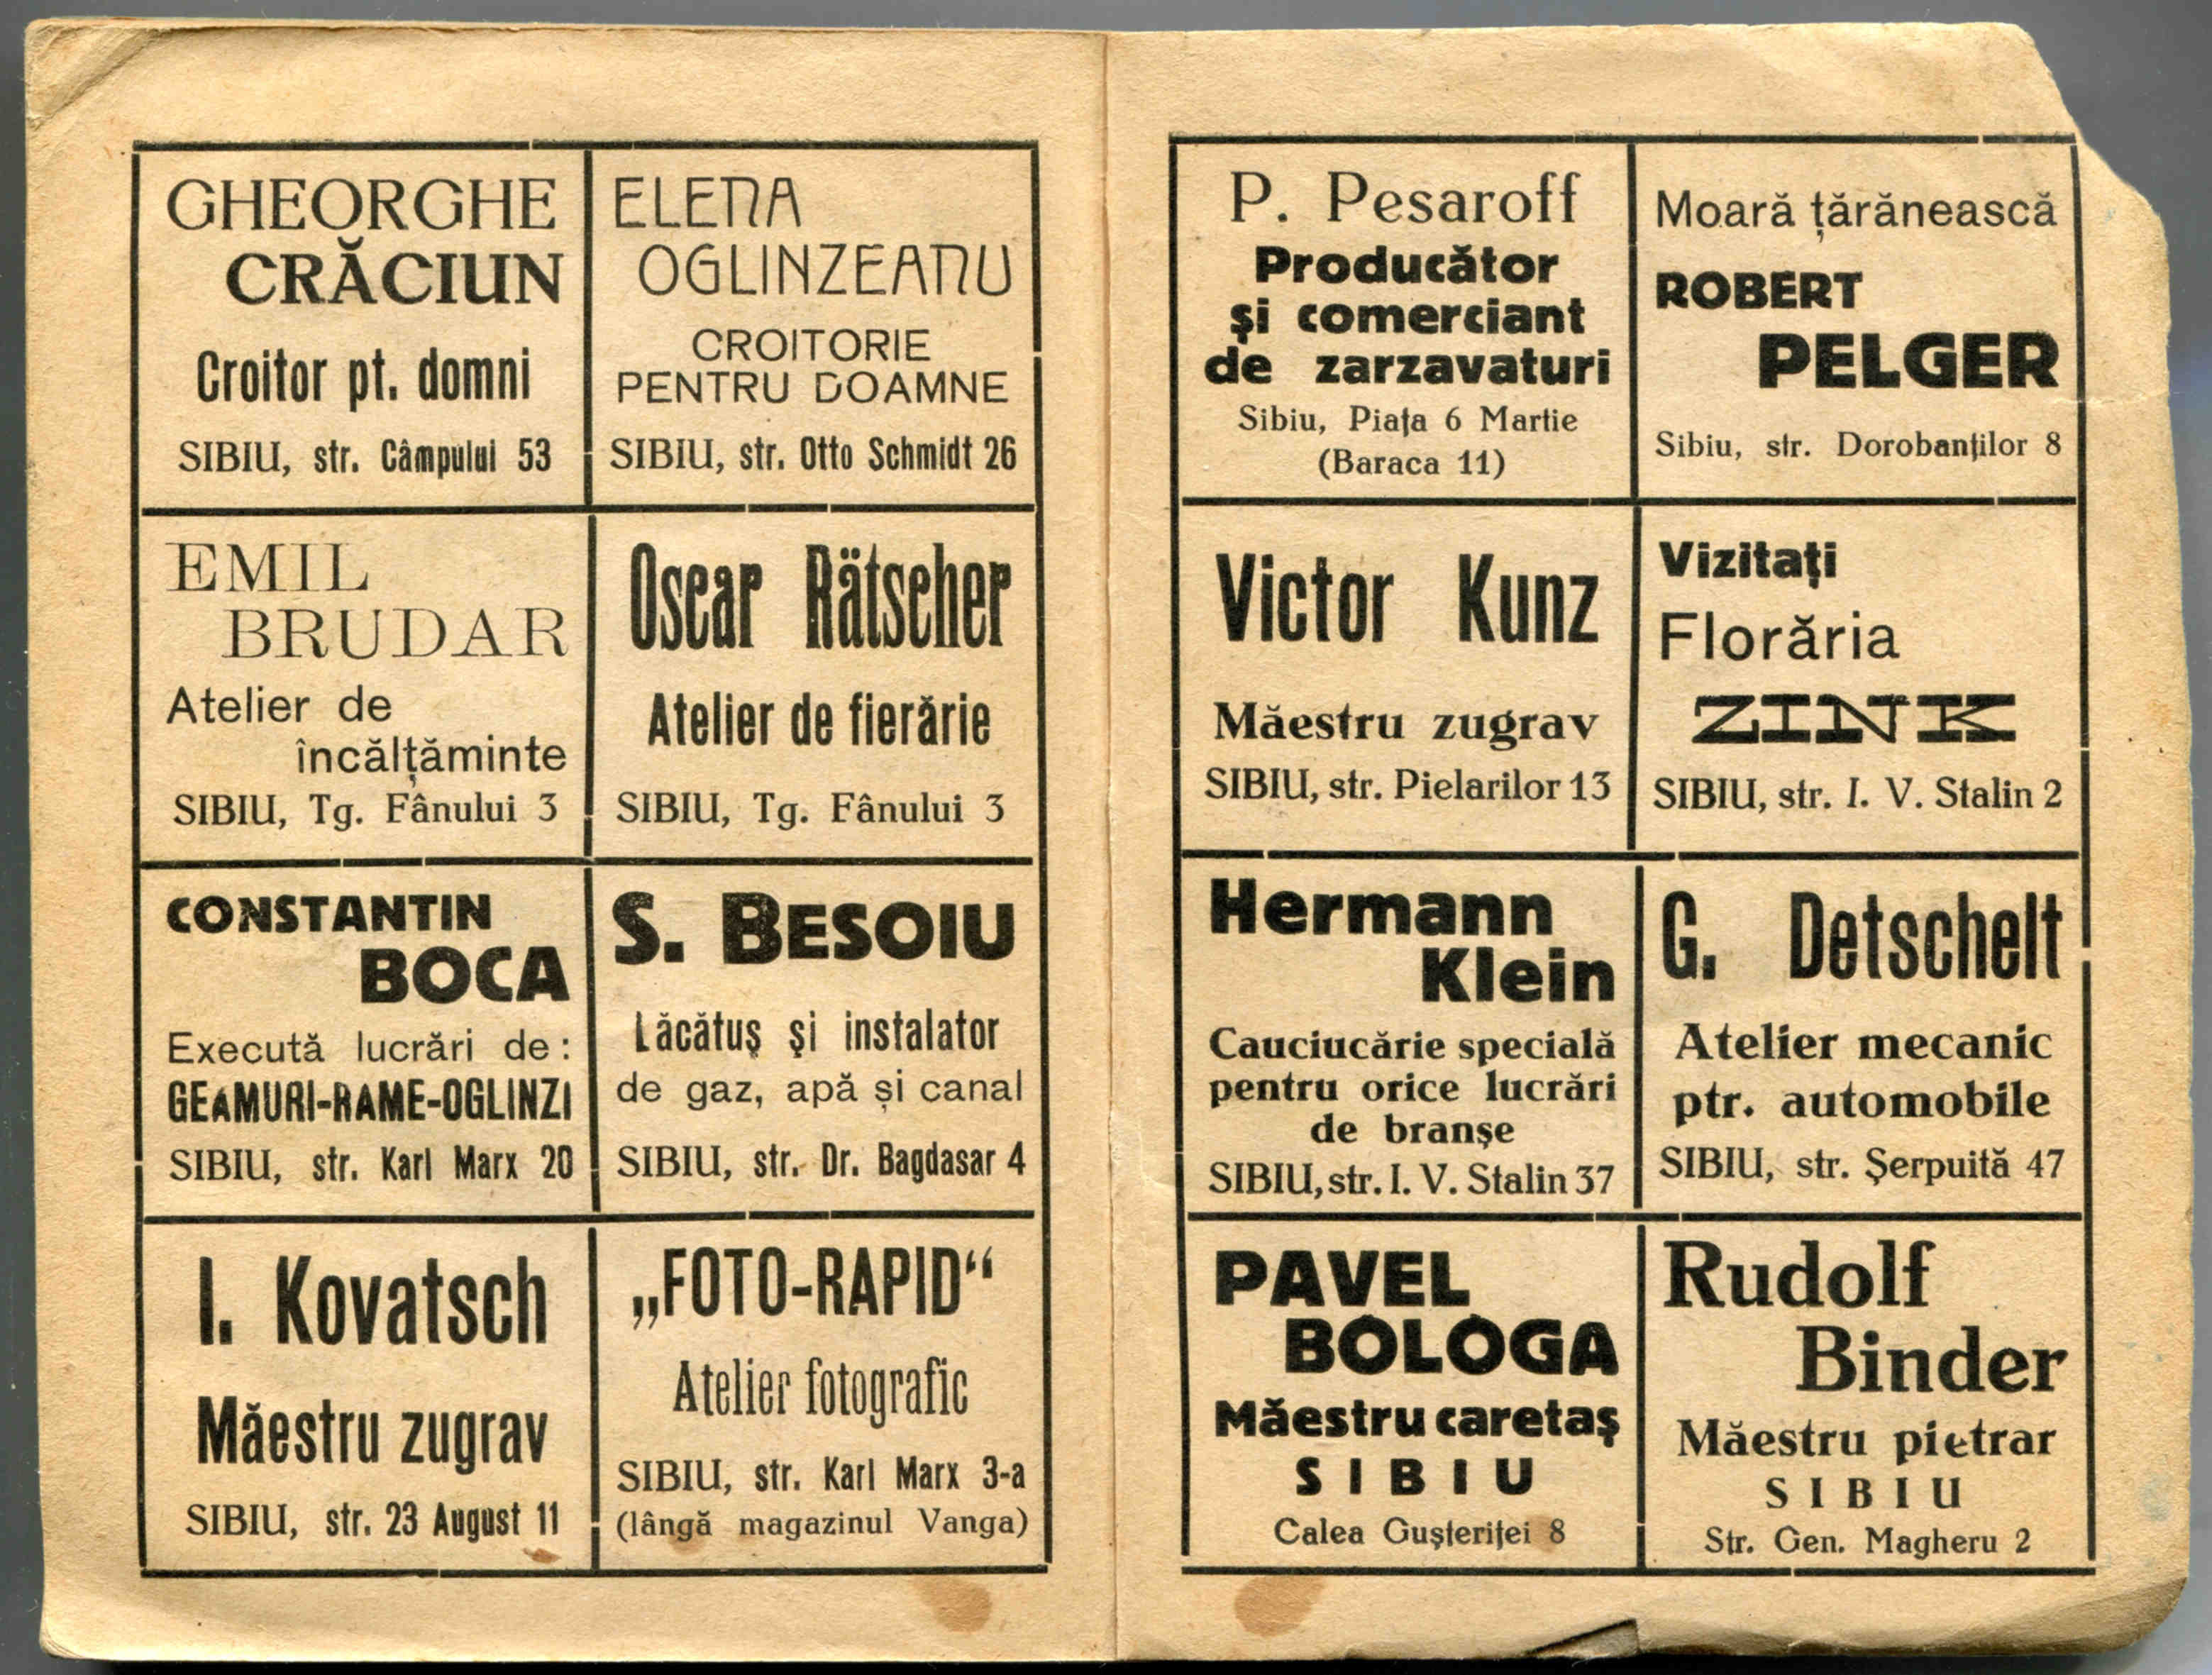 GHEORGHE
CRĂCIUN
Croitor pt. domni
SIBIU, str. Câmpului 53
ELENA
OGLINZEANU
CROITORIE
PENTRU DOAMNE
SIBIU, str. Otto Schmidt 26
EMIL
BRUDAR
Atelier de
încălțăminte
SIBIU, Tg. Fânului 3
Oscar Rätscher
Atelier de fierărie
SIBIU, Tg. Fânului 3
CONSTANTIN
BOCA
Execută lucrări de:
GEAMURI-RAME-OGLINZI
SIBIU, str. Karl Marx 20
S. BESOIU
Lăcătuş şi instalator
de gaz, apă și canal
SIBIU, str. Dr. Bagdasar 4
I. Kovatsch
Măestru zugrav
SIBIU, str. 23 August 11
„FOTO-RAPID“
Atelier fotografic
SIBIU, str. Karl Marx 3-a
(lângă magazinul Vanga)
P. Pesaroff
Producător
şi comerciant
de zarzavaturi
Sibiu, Piața 6 Martie
(Baraca 11)
Moară țărănească
ROBERT
PELGER
Sibiu, str. Dorobanților 8
Victor Kunz
Măestru zugrav
SIBIU, str. Pielarilor 13
Vizitați
Florăria
ZINK
SIBIU, str. I. V. Stalin 2
Hermann
Klein
Cauciucărie specială
pentru orice lucrări
de branşe
SIBIU, str. I. V. Stalin 37
G. Detschelt
Atelier mecanic
ptr. automobile
SIBIU, str. Şerpuită 47
PAVEL
BOLOGA
Măestru caretaş
SIBIU
Calea Guşteriței 8
Rudolf
Binder
Măestru pietrar
SIBIU
Str. Gen. Magheru 2